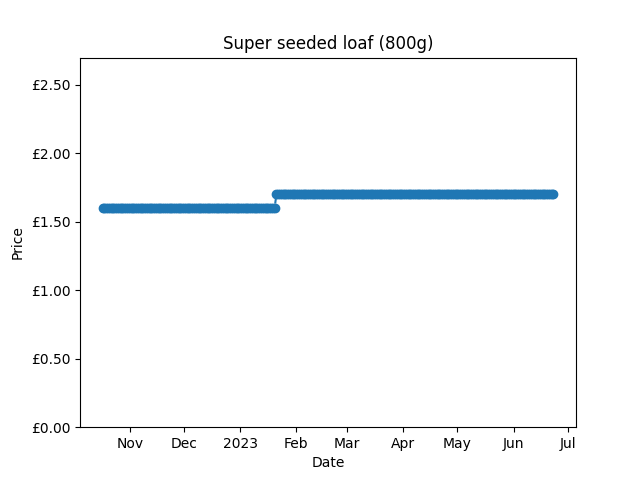 Super seeded loaf (800g)
£2.50
£2.00
£1.50
£1.00
£0.50
£0.00
Price
Nov Dec 2023 Feb Mar Apr May Jun Jul
Date